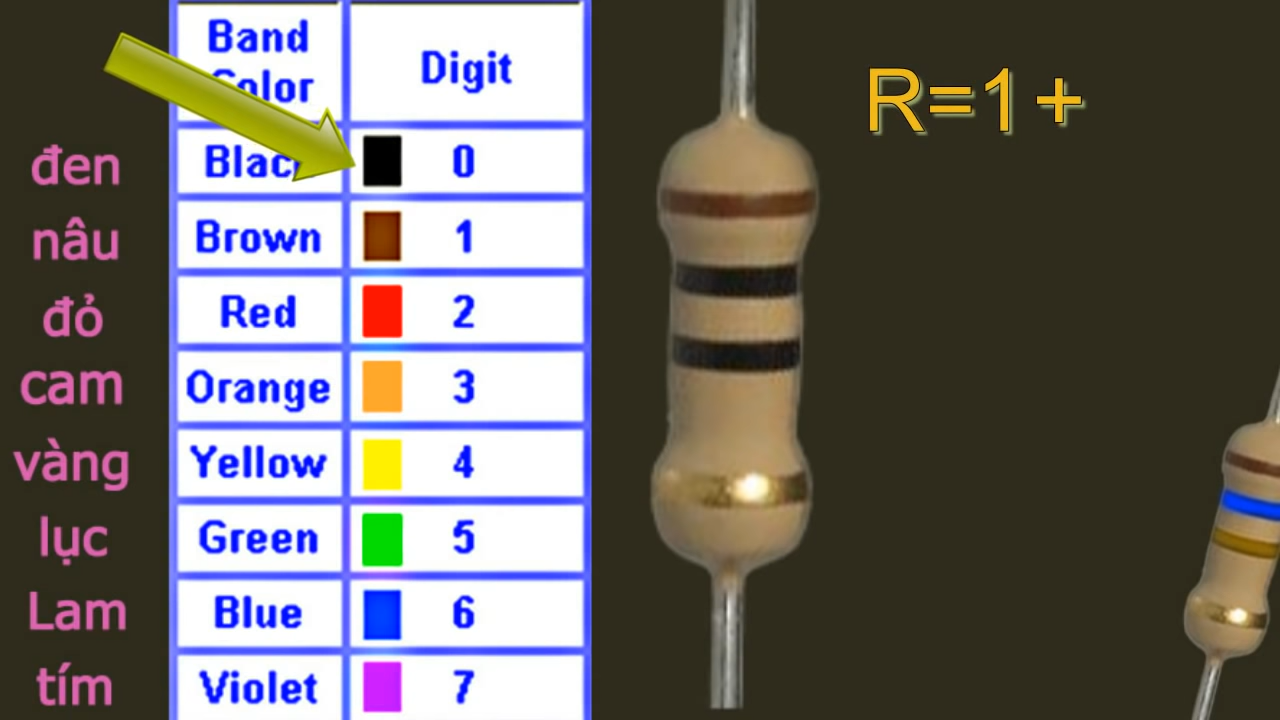 Band
Color
Digit
R=1 +
đen
Black
0
nâu
Brown
1
đỏ
Red
2
cam
Orange
3
vàng
Yellow
4
lục
Green
5
Lam
Blue
6
tím
Violet
7